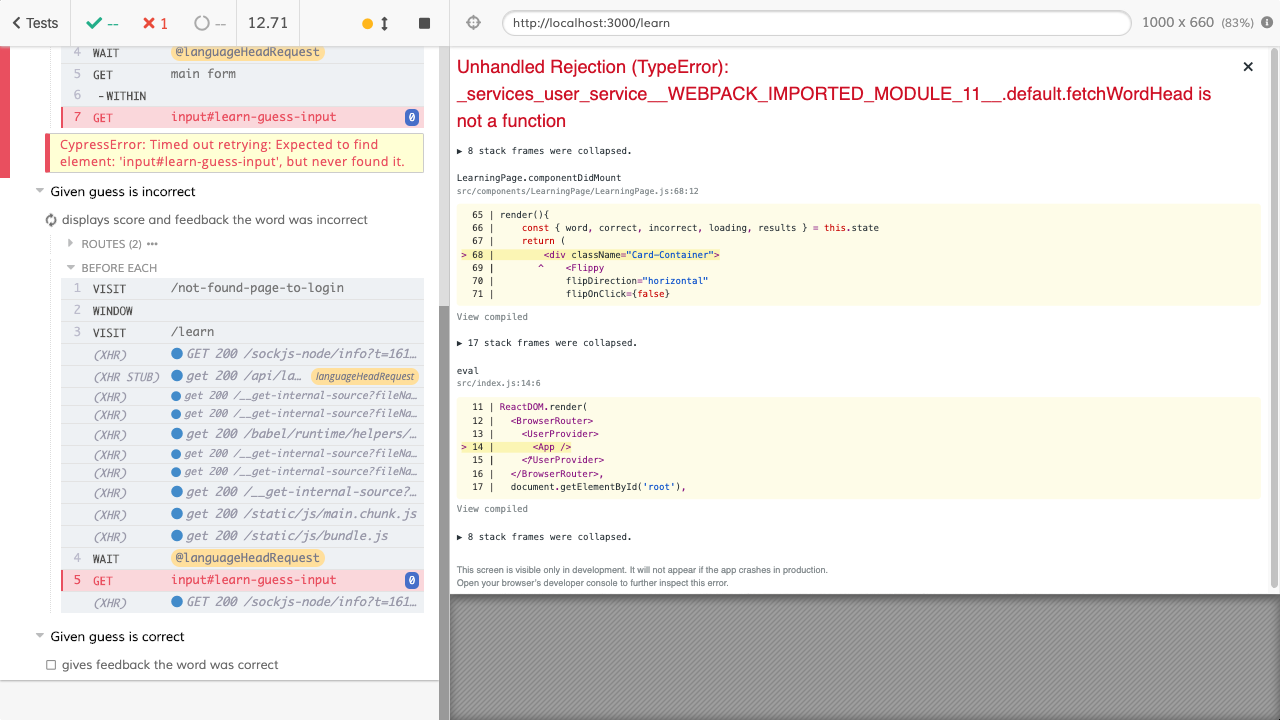 Tests
--
1
--
12.71
http://localhost:3000/learn
1000 x 660 (83%)
4 WAIT @languageHeadRequest
5 GET main form
6 -WITHIN
7 GET input#learn-guess-input 0
CypressError: Timed out retrying: Expected to find
element: 'input#learn-guess-input', but never found it.
Given guess is incorrect
displays score and feedback the word was incorrect
ROUTES (2) •••
BEFORE EACH
1 VISIT /not-found-page-to-login
2 WINDOW
3 VISIT /learn
(XHR) GET 200 /sockjs-node/info?t=161…
(XHR STUB) get 200 /api/la… languageHeadRequest
(XHR) get 200 /__get-internal-source?fileNa…
(XHR) get 200 /__get-internal-source?fileNa…
(XHR) get 200 /babel/runtime/helpers/…
(XHR) get 200 /__get-internal-source?fileNa…
(XHR) get 200 /__get-internal-source?fileNa…
(XHR) get 200 /__get-internal-source?…
(XHR) get 200 /static/js/main.chunk.js
(XHR) get 200 /static/js/bundle.js
4 WAIT @languageHeadRequest
5 GET input#learn-guess-input 0
(XHR) GET 200 /sockjs-node/info?t=161…
Given guess is correct
gives feedback the word was correct
Unhandled Rejection (TypeError):
_services_user_service__WEBPACK_IMPORTED_MODULE_11__.default.fetchWordHead is
not a function
▶ 8 stack frames were collapsed.
LearningPage.componentDidMount
src/components/LearningPage/LearningPage.js:68:12
65 | render(){
66 | const { word, correct, incorrect, loading, results } = this.state
67 | return (
> 68 | <div className="Card-Container">
69 | ^ <Flippy
70 | flipDirection="horizontal"
71 | flipOnClick={false}
View compiled
▶ 17 stack frames were collapsed.
eval
src/index.js:14:6
11 | ReactDOM.render(
12 | <BrowserRouter>
13 | <UserProvider>
> 14 | <App />
15 | </UserProvider>
16 | </BrowserRouter>,
17 | document.getElementById('root'),
View compiled
▶ 8 stack frames were collapsed.
This screen is visible only in development. It will not appear if the app crashes in production.
Open your browser's developer console to further inspect this error.